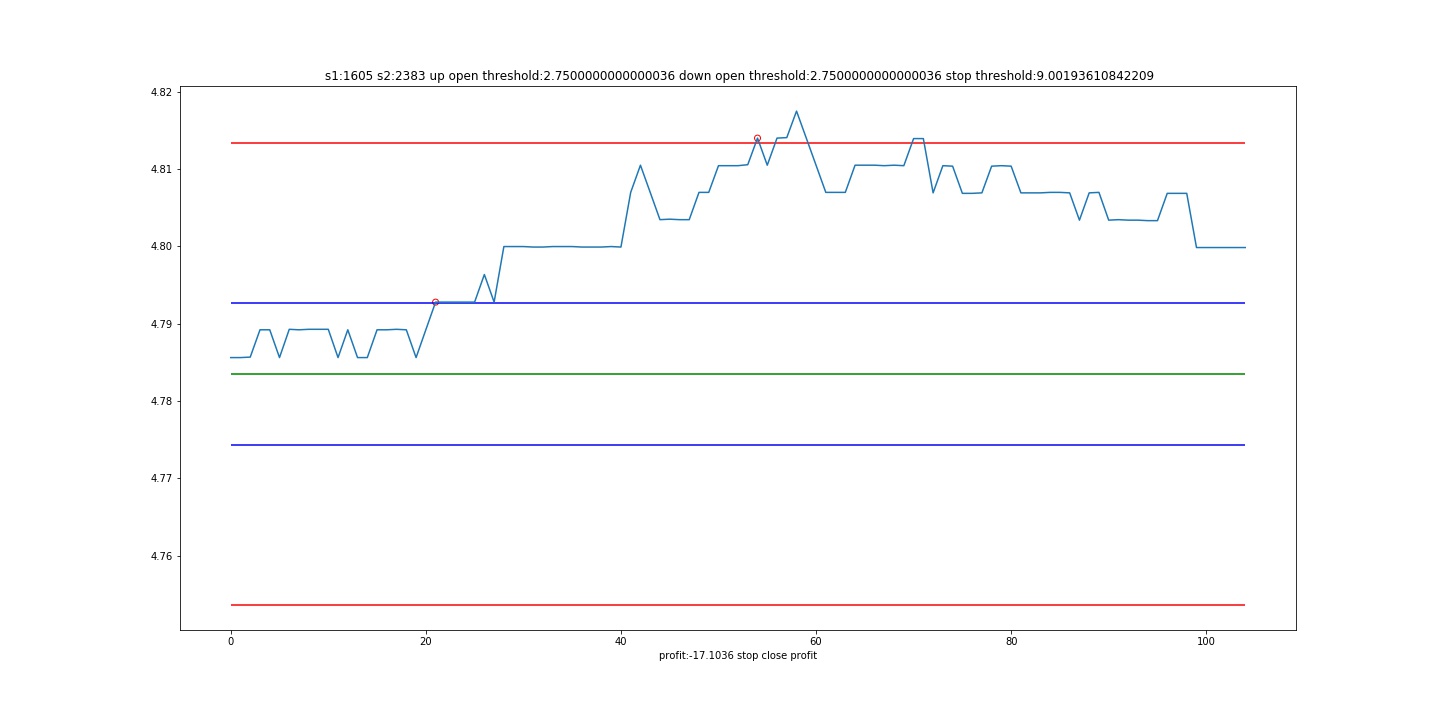 s1:1605 s2:2383 up open threshold:2.7500000000000036 down open threshold:2.7500000000000036 stop threshold:9.00193610842209
4.82
4.81
4.80
4.79
4.78
4.77
4.76
0 20 40 60 80 100
profit:-17.1036 stop close profit